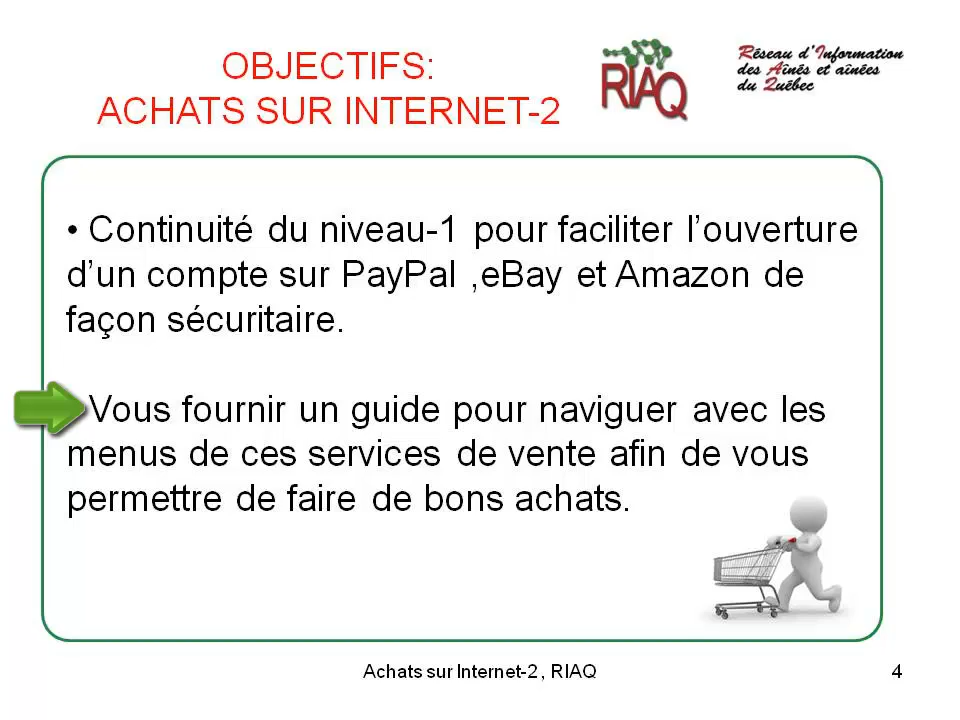 OBJECTIFS:
ACHATS SUR INTERNET-2
RIAQ
Réseau d'Information
des Aînés et aînées
du Québec
• Continuité du niveau-1 pour faciliter l’ouverture
d’un compte sur PayPal ,eBay et Amazon de
façon sécuritaire.
Vous fournir un guide pour naviguer avec les
menus de ces services de vente afin de vous
permettre de faire de bons achats.
Achats sur Internet-2 , RIAQ
4